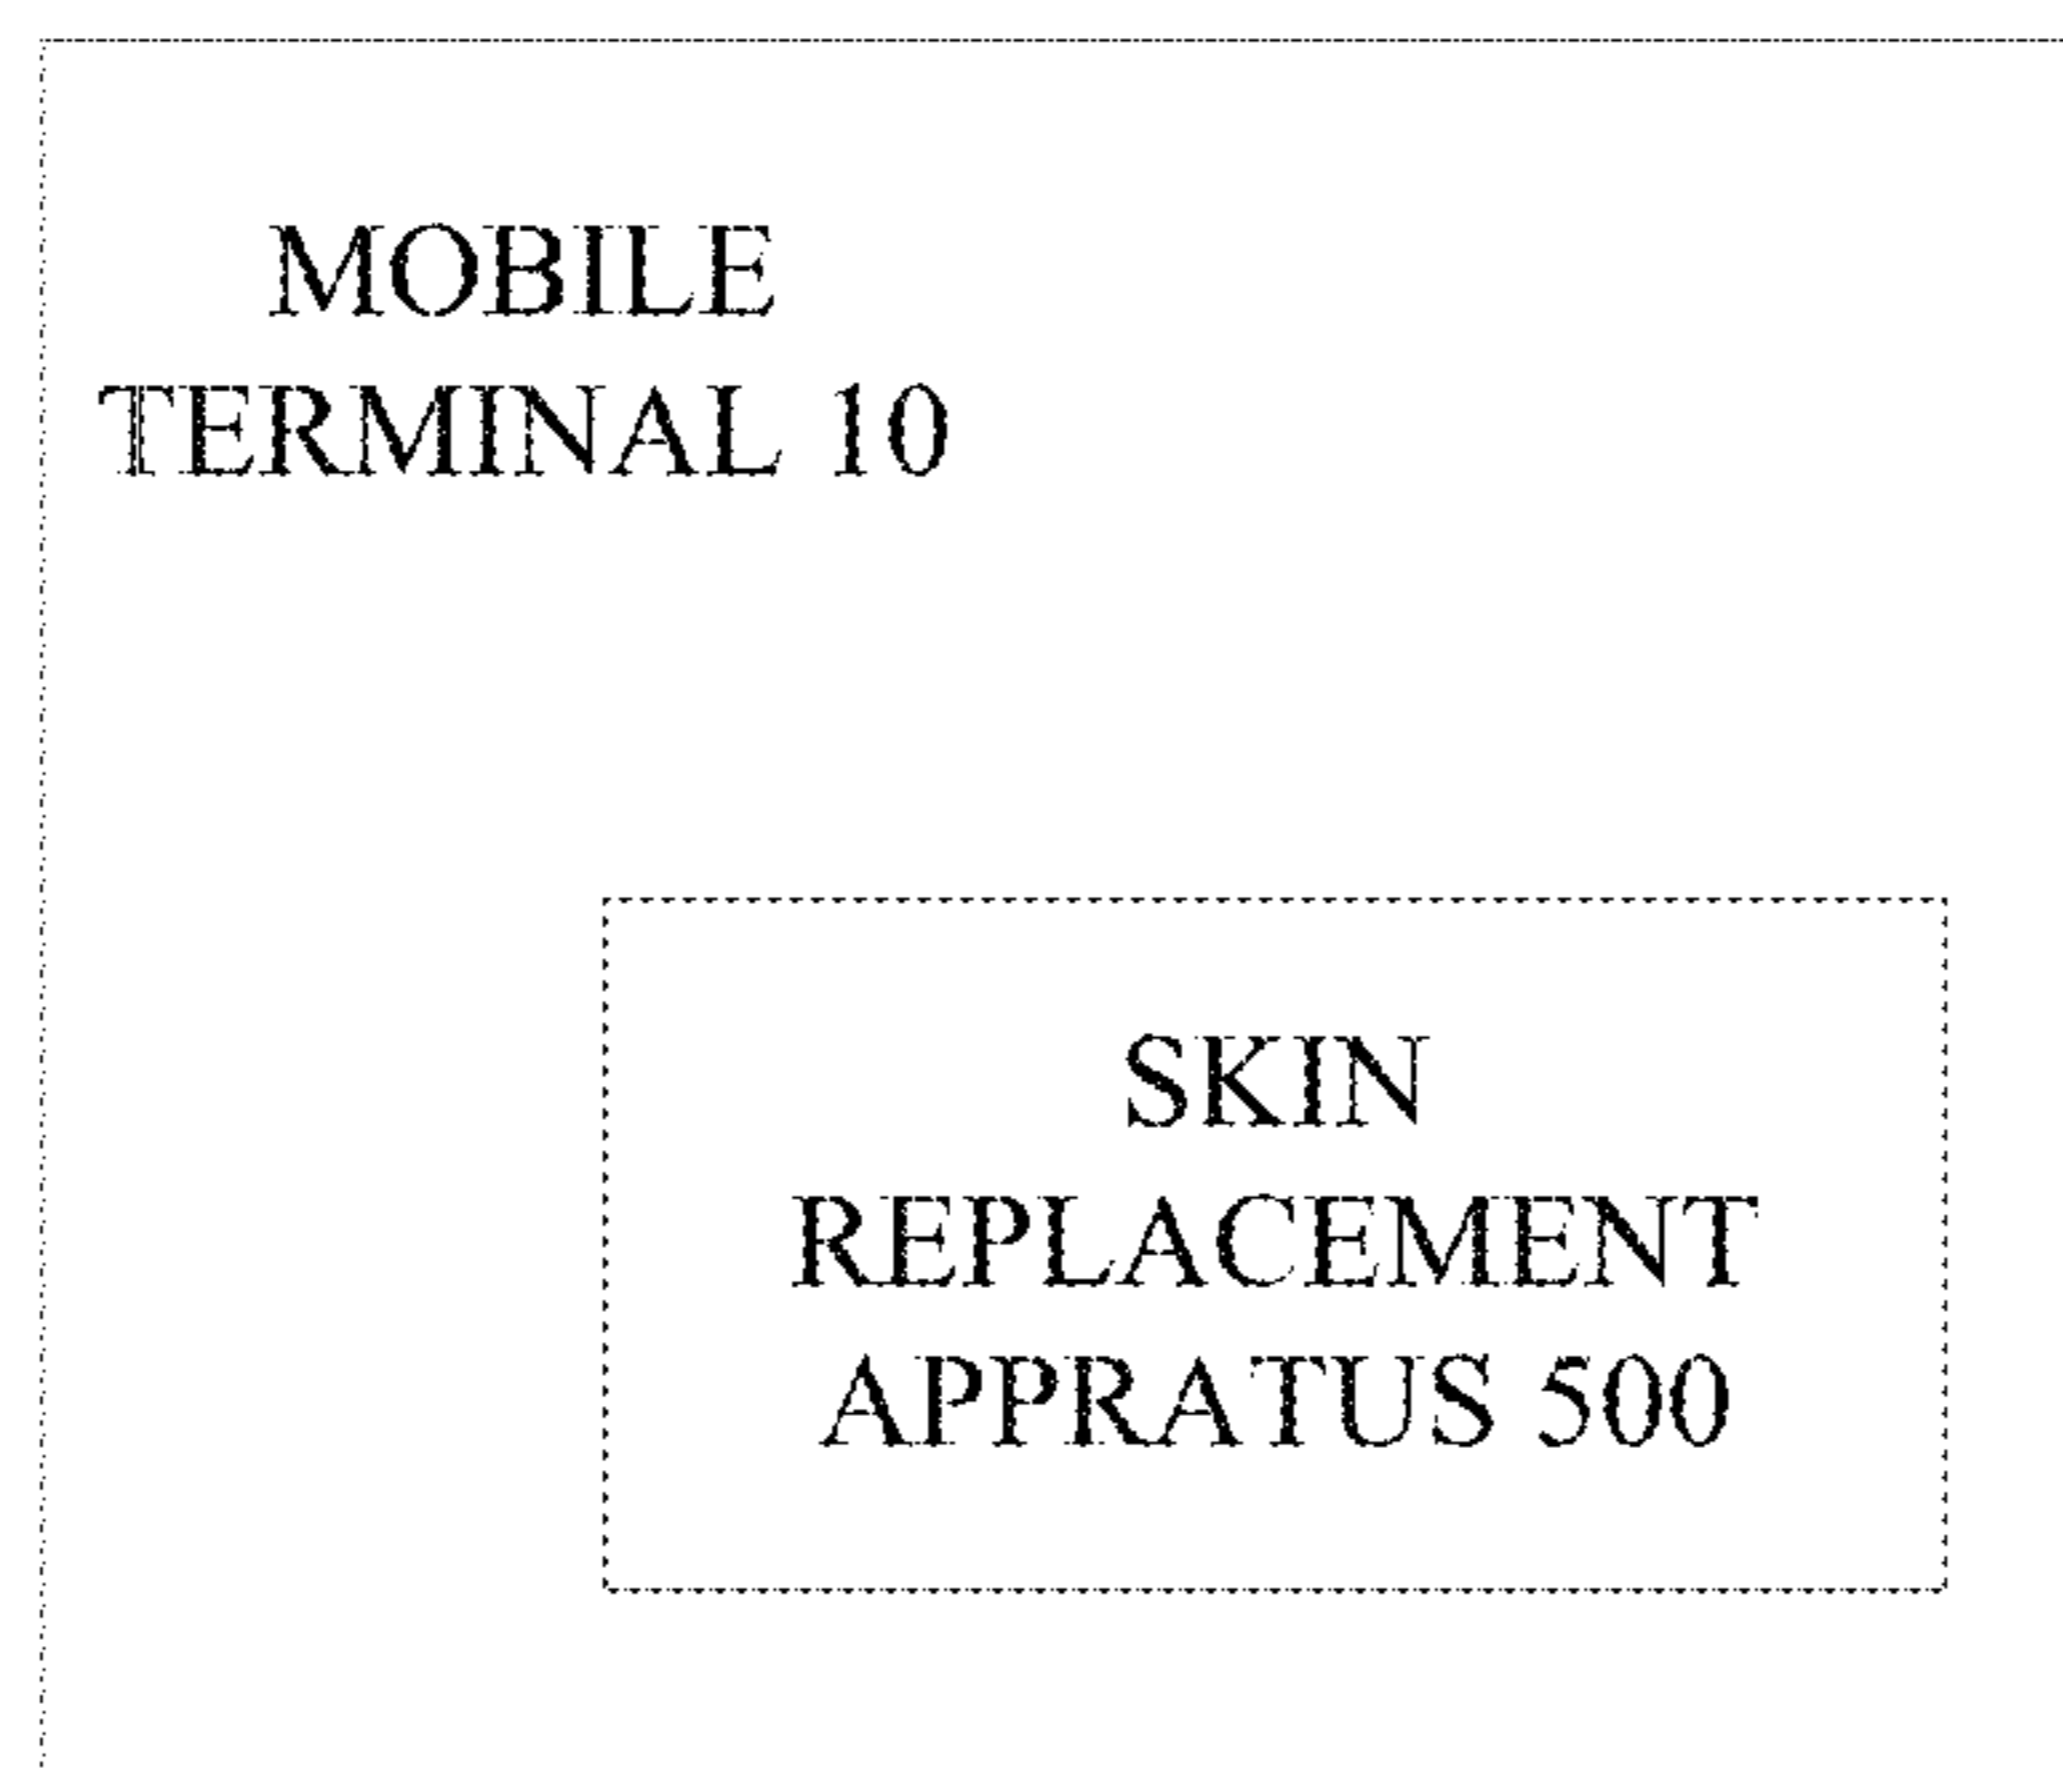 MOBILE
TERMINAL 10
SKIN
REPLACEMENT
APPRATUS 500